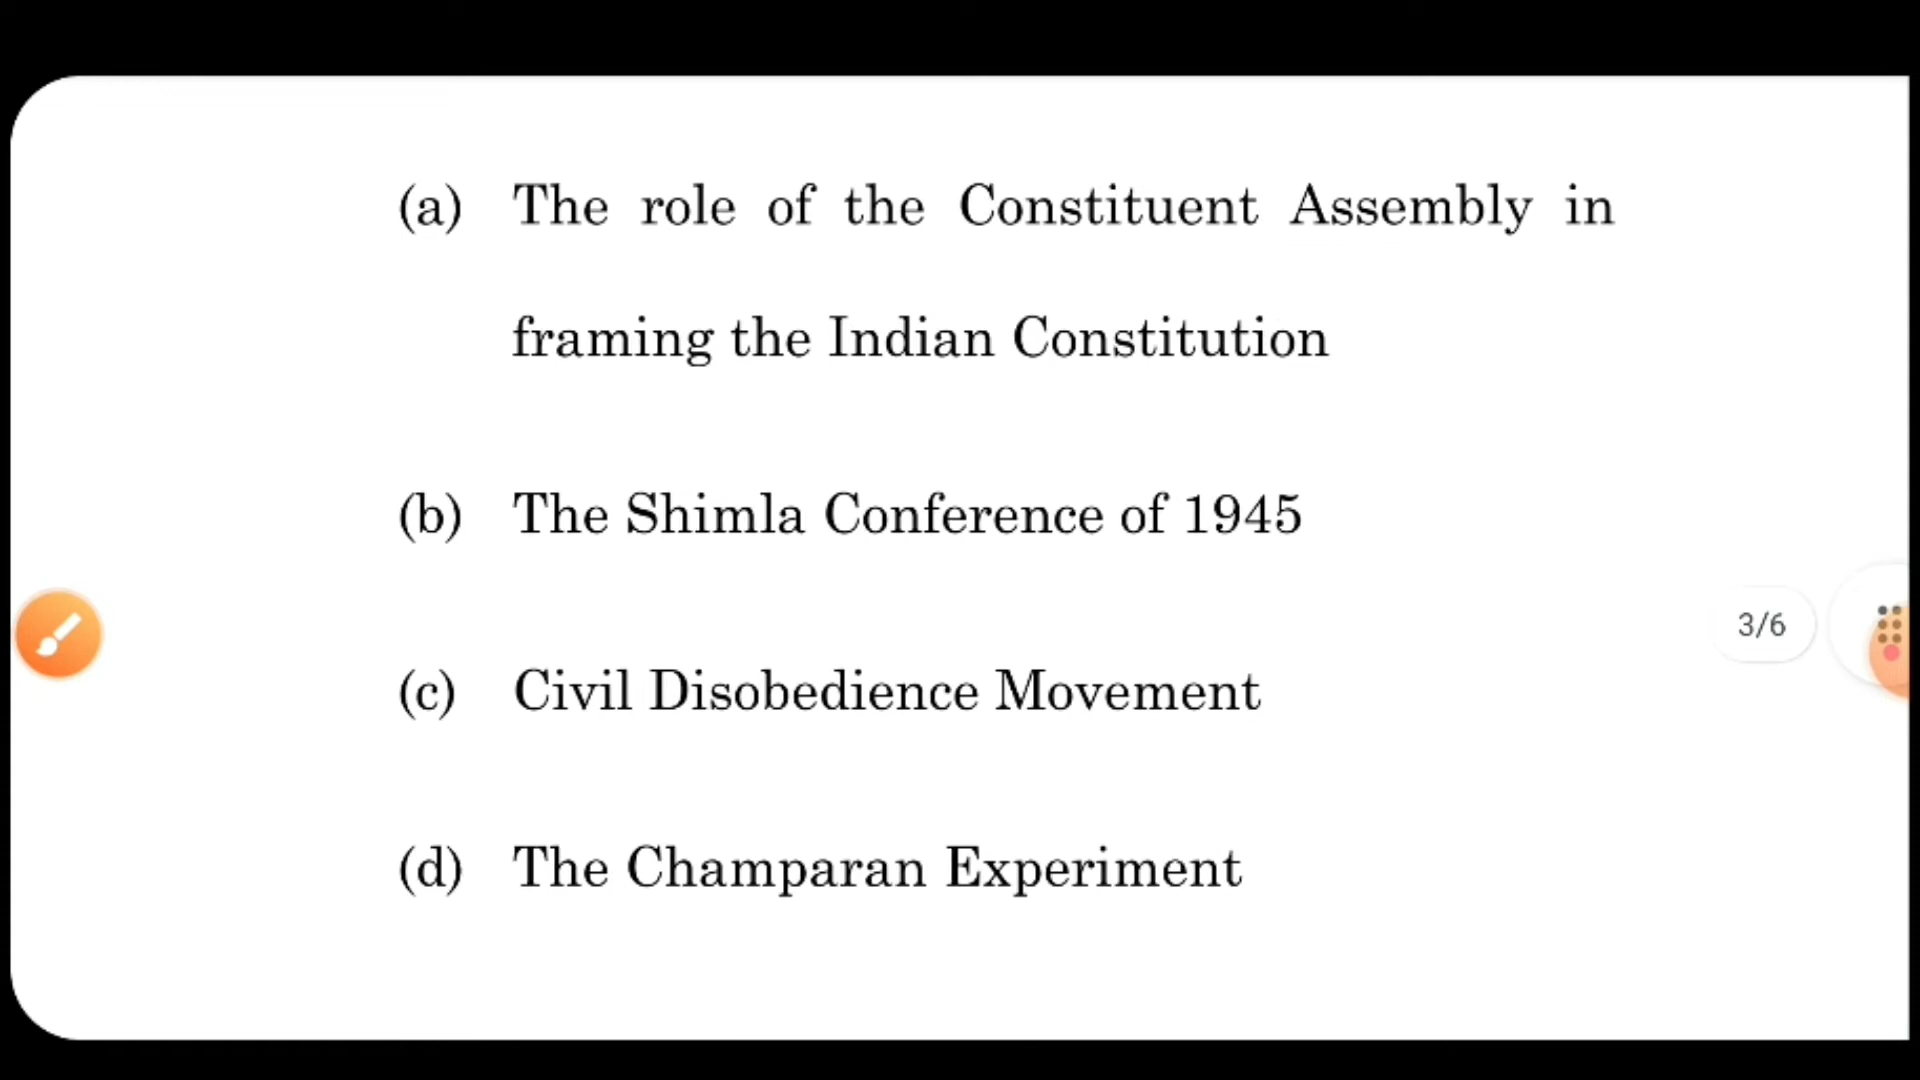 (a) The role of the Constituent Assembly in
framing the Indian Constitution
(b) The Shimla Conference of 1945
3/6
(c) Civil Disobedience Movement
(d) The Champaran Experiment